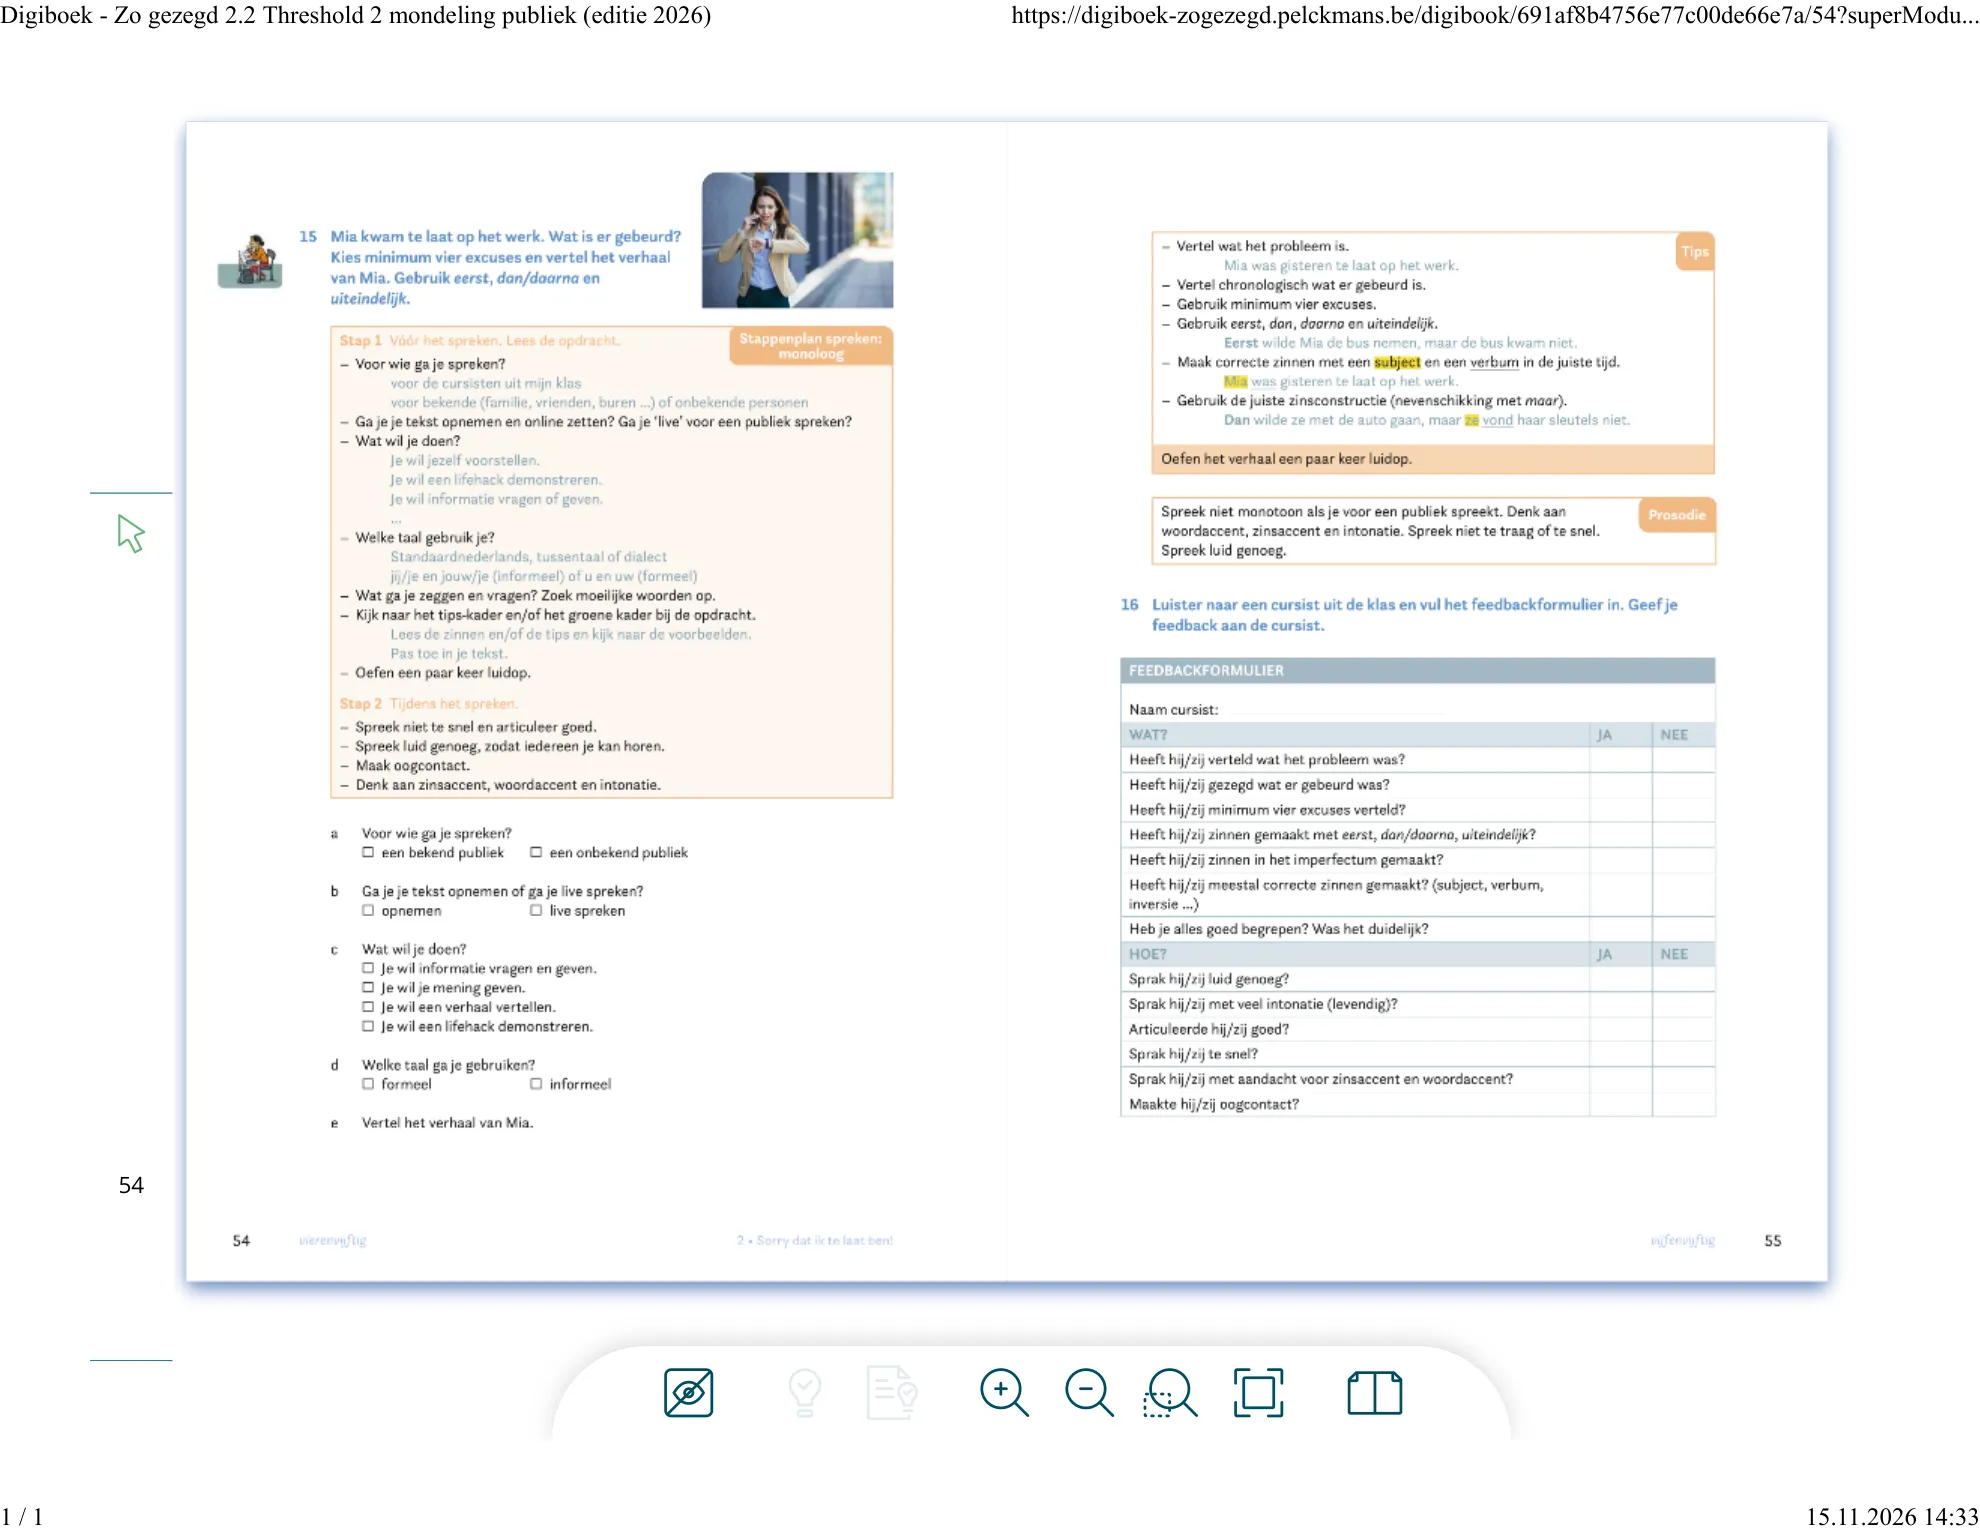 Digiboek - Zo gezegd 2.2 Threshold 2 mondeling publiek (editie 2026)
https://digiboek-zogezegd.pelckmans.be/digibook/691af8b4756e77c00de66e7a/54?superModu...
15 Mia kwam te laat op het werk. Wat is er gebeurd?
Kies minimum vier excuses en vertel het verhaal
van Mia. Gebruik eerst, dan/daarna en
uiteindelijk.
Stappenplan spreken:
monoloog
Stap 1 Vóór het spreken. Lees de opdracht.
– Voor wie ga je spreken?
voor de cursisten uit mijn klas
voor bekende (familie, vrienden, buren ...) of onbekende personen
– Ga je je tekst opnemen en online zetten? Ga je ‘live’ voor een publiek spreken?
– Wat wil je doen?
Je wil jezelf voorstellen.
Je wil een lifehack demonstreren.
Je wil informatie vragen of geven.
...
– Welke taal gebruik je?
Standaardnederlands, tussentaal of dialect
jij/je en jouw/je (informeel) of u en uw (formeel)
– Wat ga je zeggen en vragen? Zoek moeilijke woorden op.
– Kijk naar het tips-kader en/of het groene kader bij de opdracht.
Lees de zinnen en/of de tips en kijk naar de voorbeelden.
Pas toe in je tekst.
– Oefen een paar keer luidop.
Stap 2 Tijdens het spreken.
– Spreek niet te snel en articuleer goed.
– Spreek luid genoeg, zodat iedereen je kan horen.
– Maak oogcontact.
– Denk aan zinsaccent, woordaccent en intonatie.
a Voor wie ga je spreken?
☐ een bekend publiek ☐ een onbekend publiek
b Ga je je tekst opnemen of ga je live spreken?
☐ opnemen ☐ live spreken
c Wat wil je doen?
☐ Je wil informatie vragen en geven.
☐ Je wil je mening geven.
☐ Je wil een verhaal vertellen.
☐ Je wil een lifehack demonstreren.
d Welke taal ga je gebruiken?
☐ formeel ☐ informeel
e Vertel het verhaal van Mia.
54
54 vierenvijftig 2 • Sorry dat ik te laat ben!
Tips
– Vertel wat het probleem is.
Mia was gisteren te laat op het werk.
– Vertel chronologisch wat er gebeurd is.
– Gebruik minimum vier excuses.
– Gebruik eerst, dan, daarna en uiteindelijk.
Eerst wilde Mia de bus nemen, maar de bus kwam niet.
– Maak correcte zinnen met een subject en een verbum in de juiste tijd.
Mia was gisteren te laat op het werk.
– Gebruik de juiste zinsconstructie (nevenschikking met maar).
Dan wilde ze met de auto gaan, maar ze vond haar sleutels niet.
Oefen het verhaal een paar keer luidop.
Prosodie
Spreek niet monotoon als je voor een publiek spreekt. Denk aan
woordaccent, zinsaccent en intonatie. Spreek niet te traag of te snel.
Spreek luid genoeg.
16 Luister naar een cursist uit de klas en vul het feedbackformulier in. Geef je
feedback aan de cursist.
FEEDBACKFORMULIER
Naam cursist:
WAT? JA NEE
Heeft hij/zij verteld wat het probleem was?
Heeft hij/zij gezegd wat er gebeurd was?
Heeft hij/zij minimum vier excuses verteld?
Heeft hij/zij zinnen gemaakt met eerst, dan/daarna, uiteindelijk?
Heeft hij/zij zinnen in het imperfectum gemaakt?
Heeft hij/zij meestal correcte zinnen gemaakt? (subject, verbum,
inversie ...)
Heb je alles goed begrepen? Was het duidelijk?
HOE? JA NEE
Sprak hij/zij luid genoeg?
Sprak hij/zij met veel intonatie (levendig)?
Articuleerde hij/zij goed?
Sprak hij/zij te snel?
Sprak hij/zij met aandacht voor zinsaccent en woordaccent?
Maakte hij/zij oogcontact?
vijfenvijftig 55
1 / 1
15.11.2026 14:33